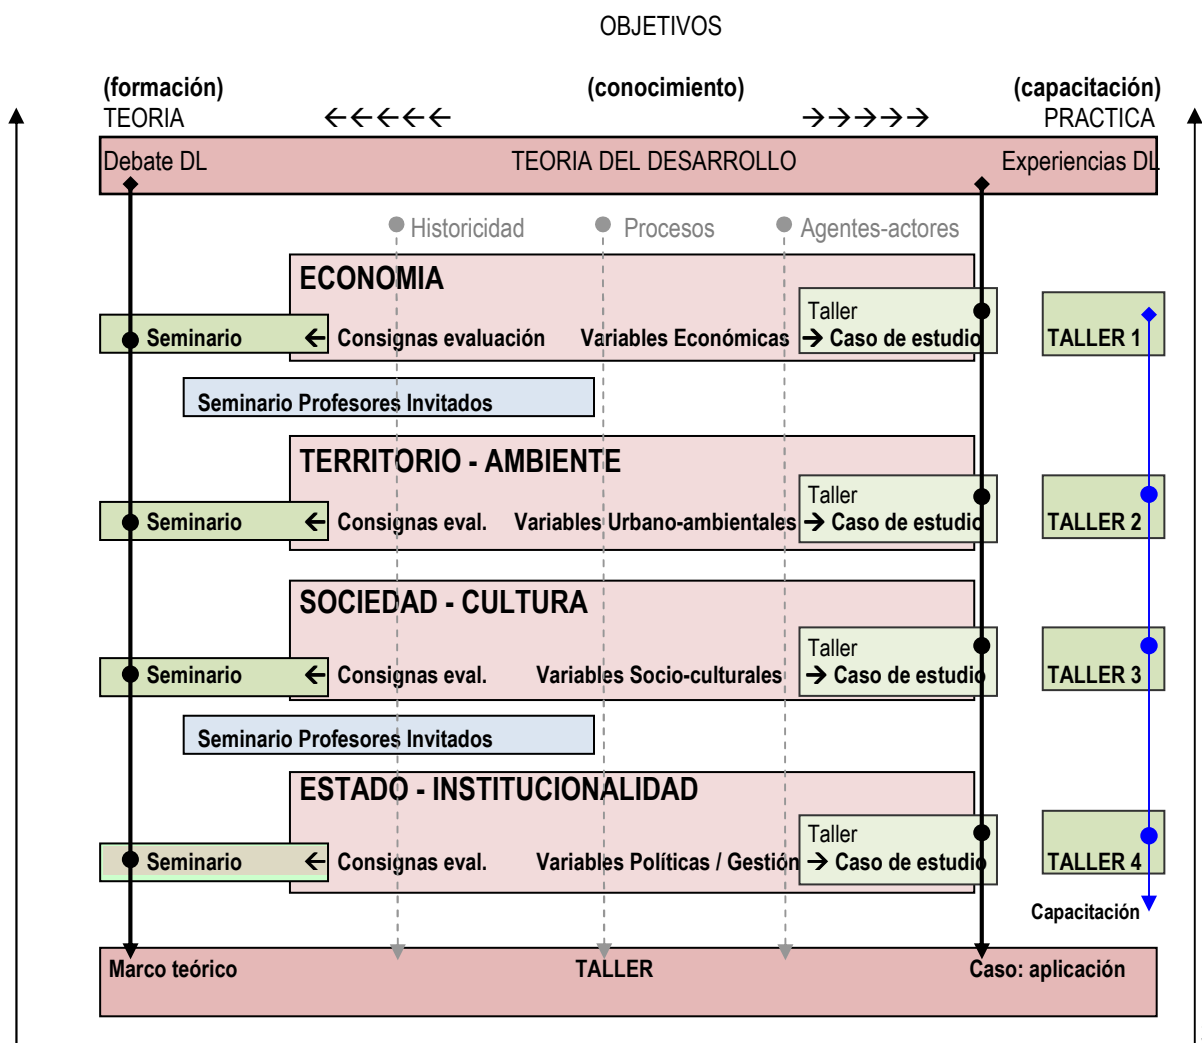 OBJETIVOS
(formación) (conocimiento) (capacitación)
TEORIA ←←←←← →→→→→ PRACTICA
Debate DL TEORIA DEL DESARROLLO Experiencias DL
Historicidad Procesos Agentes-actores
ECONOMIA
Taller
Seminario ← Consignas evaluación Variables Económicas → Caso de estudio TALLER 1
Seminario Profesores Invitados
TERRITORIO - AMBIENTE
Taller
Seminario ← Consignas eval. Variables Urbano-ambientales → Caso de estudio TALLER 2
SOCIEDAD - CULTURA
Taller
Seminario ← Consignas eval. Variables Socio-culturales → Caso de estudio TALLER 3
Seminario Profesores Invitados
ESTADO - INSTITUCIONALIDAD
Taller
Seminario ← Consignas eval. Variables Políticas / Gestión → Caso de estudio TALLER 4
Capacitación
Marco teórico TALLER Caso: aplicación